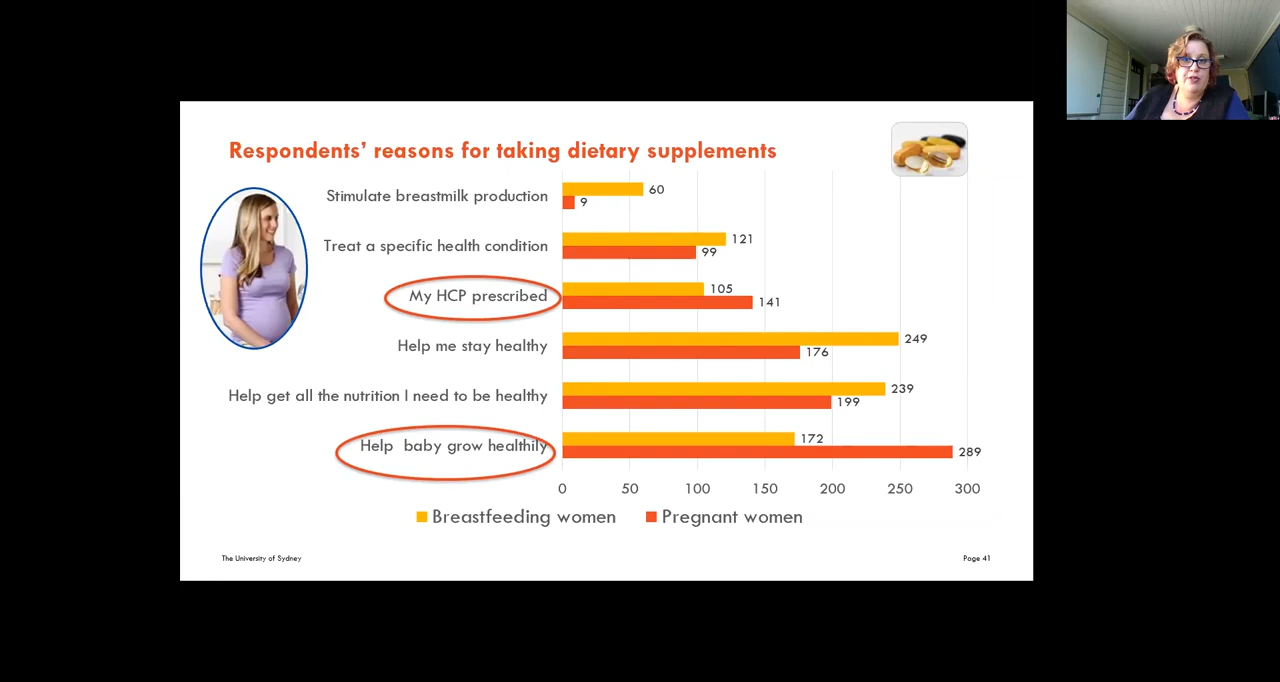 Respondents' reasons for taking dietary supplements
Stimulate breastmilk production
60
9
Treat a specific health condition
121
99
My HCP prescribed
105
141
Help me stay healthy
249
176
Help get all the nutrition I need to be healthy
239
199
Help baby grow healthily
172
289
0 50 100 150 200 250 300
Breastfeeding women Pregnant women
The University of Sydney
Page 41